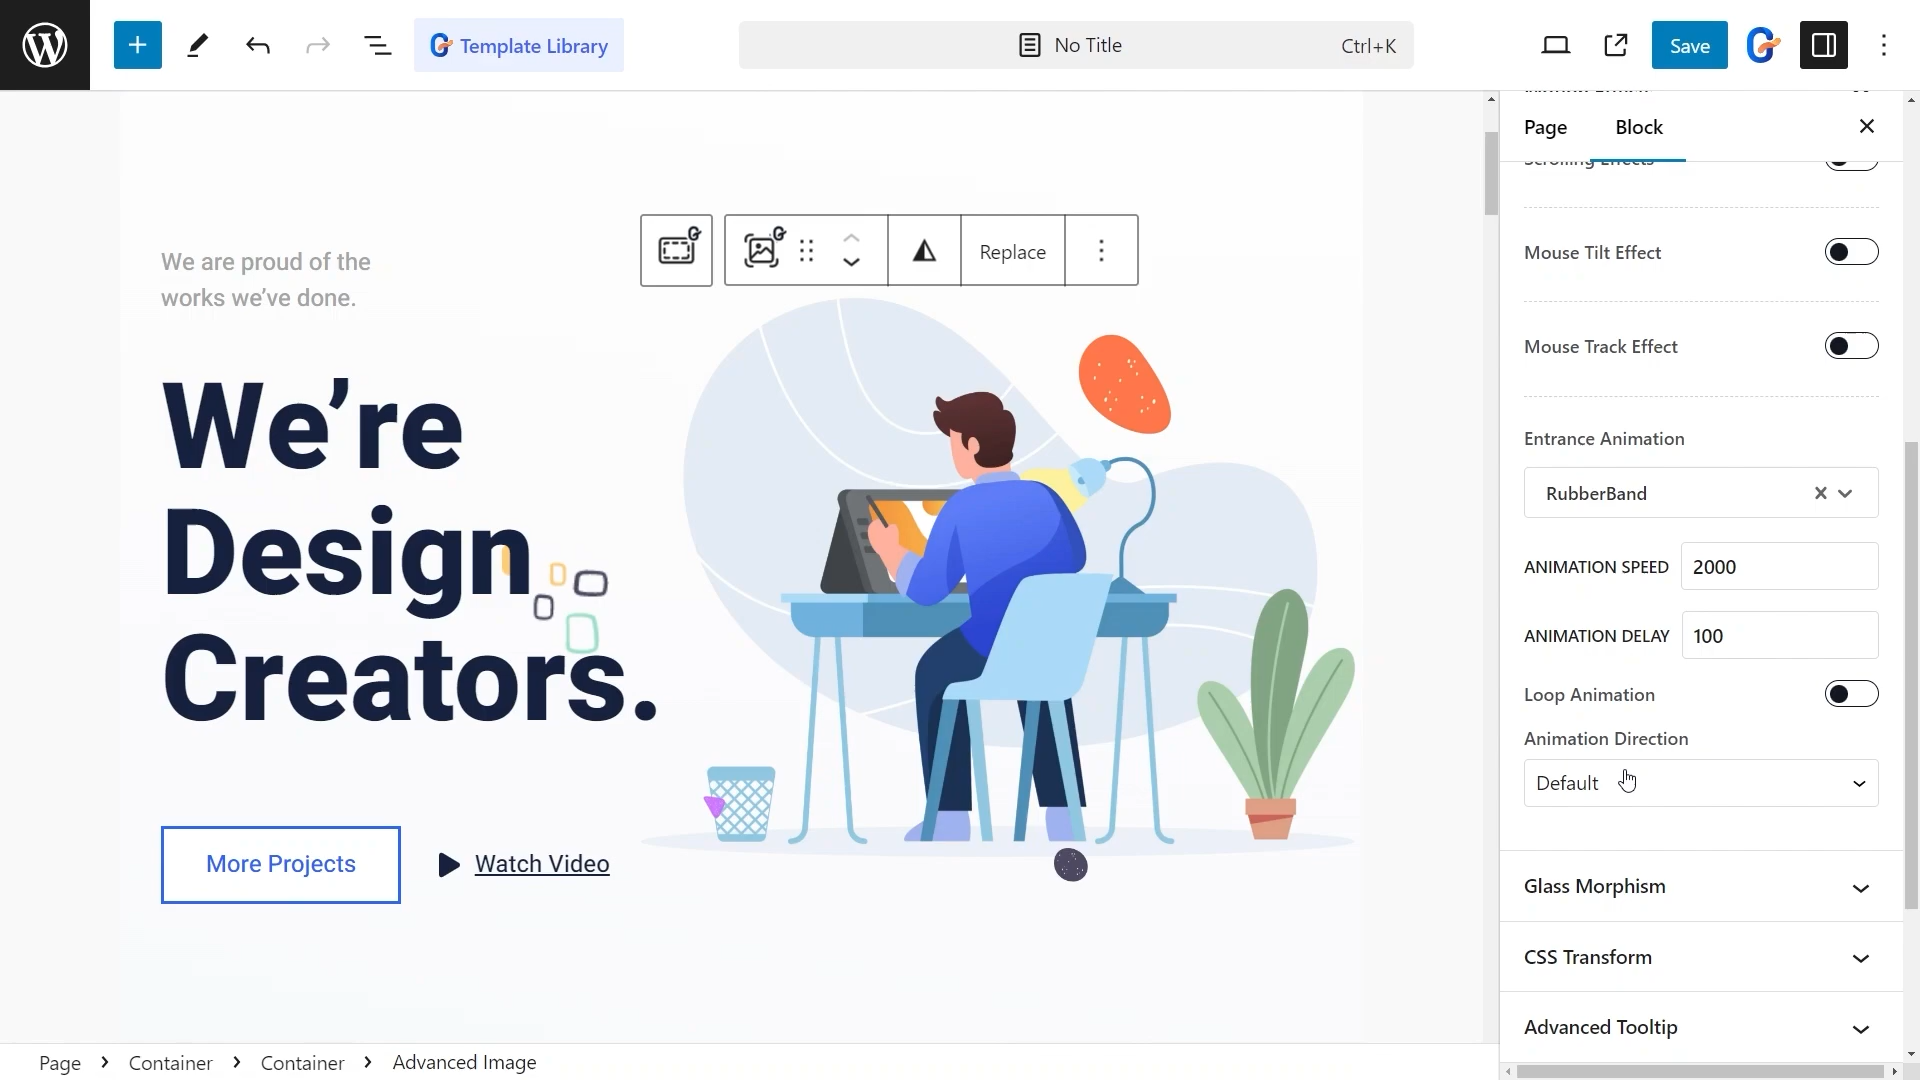 Template Library
No Title
Ctrl+K
Save
Page
Block
Scrolling Effects
Mouse Tilt Effect
Mouse Track Effect
Entrance Animation
RubberBand
ANIMATION SPEED
2000
ANIMATION DELAY
100
Loop Animation
Animation Direction
Default
Glass Morphism
CSS Transform
Advanced Tooltip
Replace
We are proud of the
works we’ve done.
We’re
Design
Creators.
More Projects
Watch Video
Page > Container > Container > Advanced Image